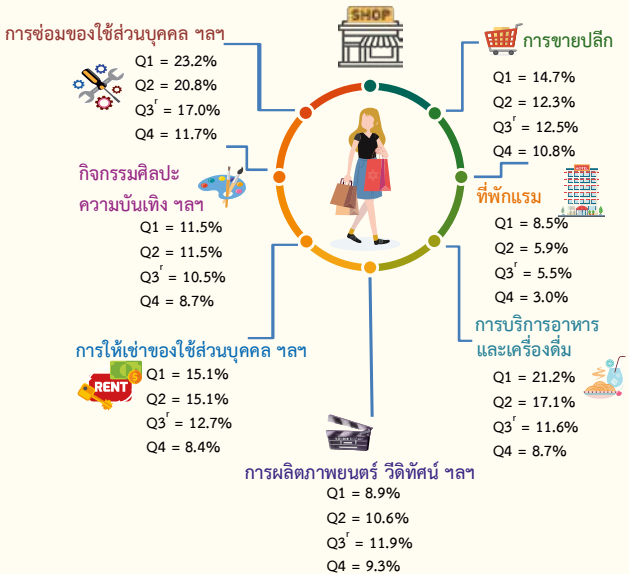 SHOP
การซ่อมของใช้ส่วนบุคคล ฯลฯ
Q1 = 23.2%
Q2 = 20.8%
Q3ʳ = 17.0%
Q4 = 11.7%
การขายปลีก
Q1 = 14.7%
Q2 = 12.3%
Q3ʳ = 12.5%
Q4 = 10.8%
กิจกรรมศิลปะ
ความบันเทิง ฯลฯ
Q1 = 11.5%
Q2 = 11.5%
Q3ʳ = 10.5%
Q4 = 8.7%
ที่พักแรม
Q1 = 8.5%
Q2 = 5.9%
Q3ʳ = 5.5%
Q4 = 3.0%
การให้เช่าของใช้ส่วนบุคคล ฯลฯ
RENT
Q1 = 15.1%
Q2 = 15.1%
Q3ʳ = 12.7%
Q4 = 8.4%
การบริการอาหาร
และเครื่องดื่ม
Q1 = 21.2%
Q2 = 17.1%
Q3ʳ = 11.6%
Q4 = 8.7%
การผลิตภาพยนตร์ วีดิทัศน์ ฯลฯ
Q1 = 8.9%
Q2 = 10.6%
Q3ʳ = 11.9%
Q4 = 9.3%